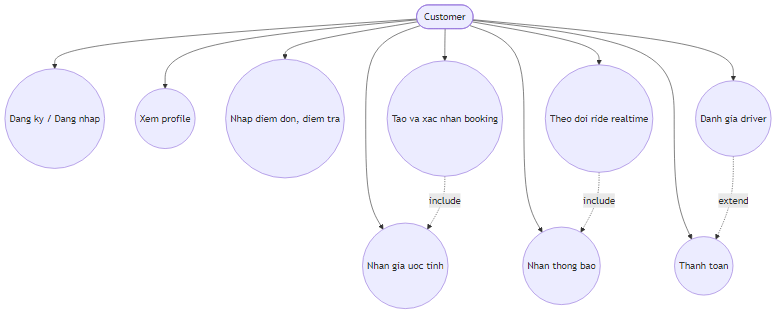 Customer
Dang ky / Dang nhap
Xem profile
Nhap diem don, diem tra
Tao va xac nhan booking
Theo doi ride realtime
Danh gia driver
include
include
extend
Nhan gia uoc tinh
Nhan thong bao
Thanh toan